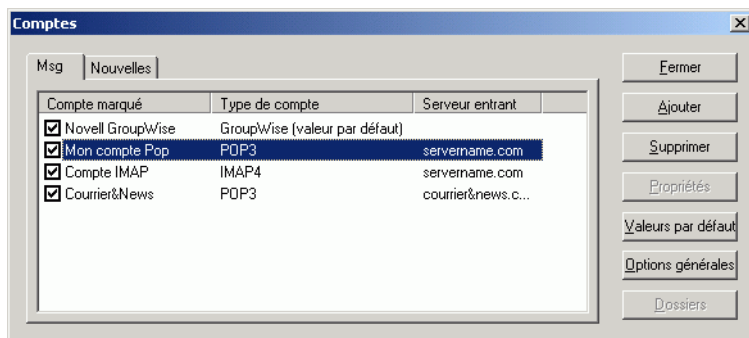 Comptes
Msg Nouvelles
Compte marqué Type de compte Serveur entrant
Novell GroupWise GroupWise (valeur par défaut)
Mon compte Pop POP3 servername.com
Compte IMAP IMAP4 servername.com
Courrier&News POP3 courrier&news.c...
Fermer
Ajouter
Supprimer
Propriétés
Valeurs par défaut
Options générales
Dossiers